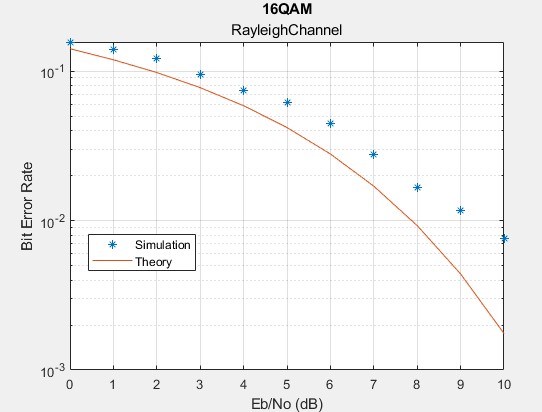 16QAM
RayleighChannel
10-1
10-2
10-3
Bit Error Rate
Simulation
Theory
0 1 2 3 4 5 6 7 8 9 10
Eb/No (dB)